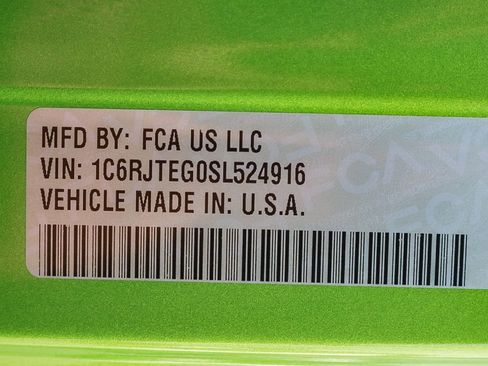 MFD BY: FCA US LLC
VIN: 1C6RJTEG0SL524916
VEHICLE MADE IN: U.S.A.